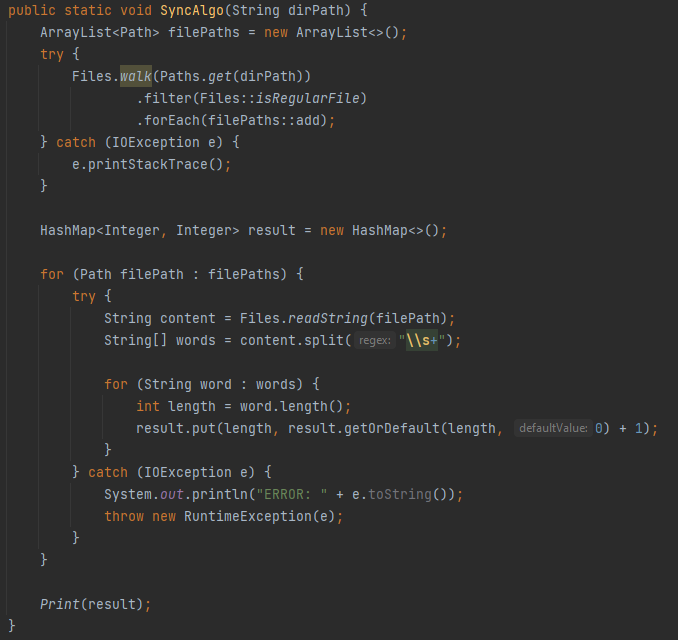 public static void SyncAlgo(String dirPath) {
    ArrayList<Path> filePaths = new ArrayList<>();
    try {
        Files.walk(Paths.get(dirPath))
                .filter(Files::isRegularFile)
                .forEach(filePaths::add);
    } catch (IOException e) {
        e.printStackTrace();
    }

    HashMap<Integer, Integer> result = new HashMap<>();

    for (Path filePath : filePaths) {
        try {
            String content = Files.readString(filePath);
            String[] words = content.split( regex: "\\s+");

            for (String word : words) {
                int length = word.length();
                result.put(length, result.getOrDefault(length, defaultValue: 0) + 1);
            }
        } catch (IOException e) {
            System.out.println("ERROR: " + e.toString());
            throw new RuntimeException(e);
        }
    }

    Print(result);
}